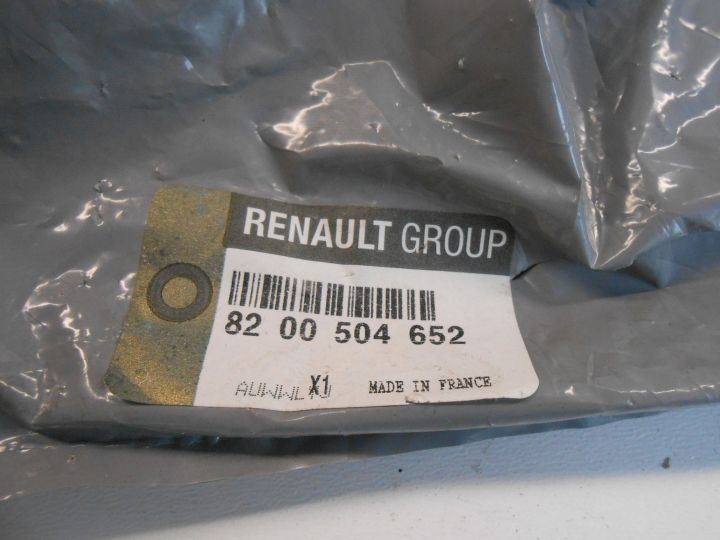 RENAULT GROUP
82 00 504 652
X1 MADE IN FRANCE